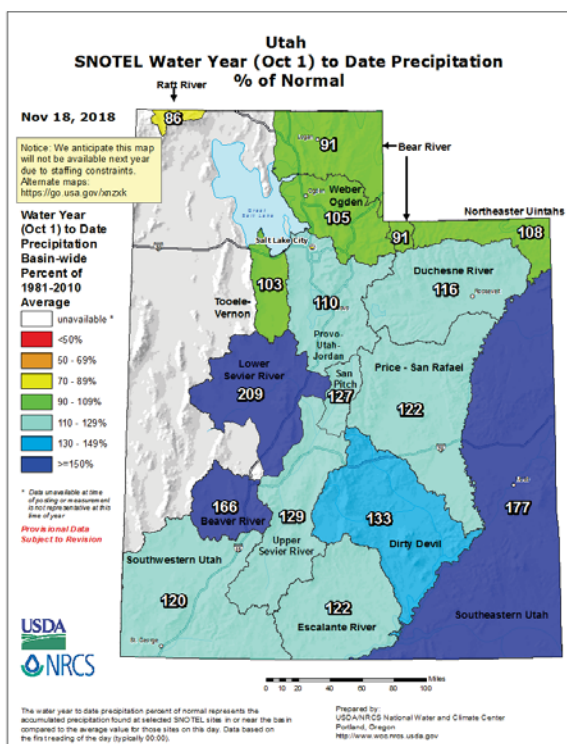 Utah
SNOTEL Water Year (Oct 1) to Date Precipitation
% of Normal
Raft River
Nov 18, 2018
86
Notice: We anticipate this map
will not be available next year
due to staffing constraints.
Alternate maps:
https://go.usa.gov/xnzxk
Logan
91
Bear River
Ogden
Weber
Ogden
105
Great
Salt Lake
Northeaster Uintahs
Salt Lake City
91
108
Water Year
(Oct 1) to Date
Precipitation
Basin-wide
Percent of
1981-2010
Average
unavailable *
<50%
50 - 69%
70 - 89%
90 - 109%
110 - 129%
130 - 149%
>=150%
* Data unavailable at time
of posting or measurement
is not representative at this
time of year
Provisional Data
Subject to Revision
103
Tooele-
Vernon
110
Provo-
Utah-
Jordan
Duchesne River
116
Roosevelt
Lower
Sevier River
209
San
Pitch
127
Price - San Rafael
122
166
Beaver River
129
Upper
Sevier River
133
Dirty Devil
177
Southwestern Utah
120
St. George
122
Escalante River
Southeastern Utah
USDA
NRCS
Miles
0 10 20 40 60 80 100
The water year to date precipitation percent of normal represents the
accumulated precipitation found at selected SNOTEL sites in or near the basin
compared to the average value for those sites on this day. Data based on
the first reading of the day (typically 00:00).
Prepared by:
USDA/NRCS National Water and Climate Center
Portland, Oregon
http://www.wcc.nrcs.usda.gov